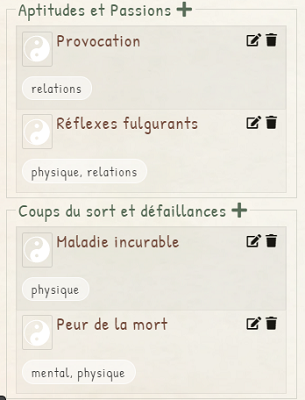 Aptitudes et Passions +
Provocation
relations
Réflexes fulgurants
physique, relations
Coups du sort et défaillances +
Maladie incurable
physique
Peur de la mort
mental, physique